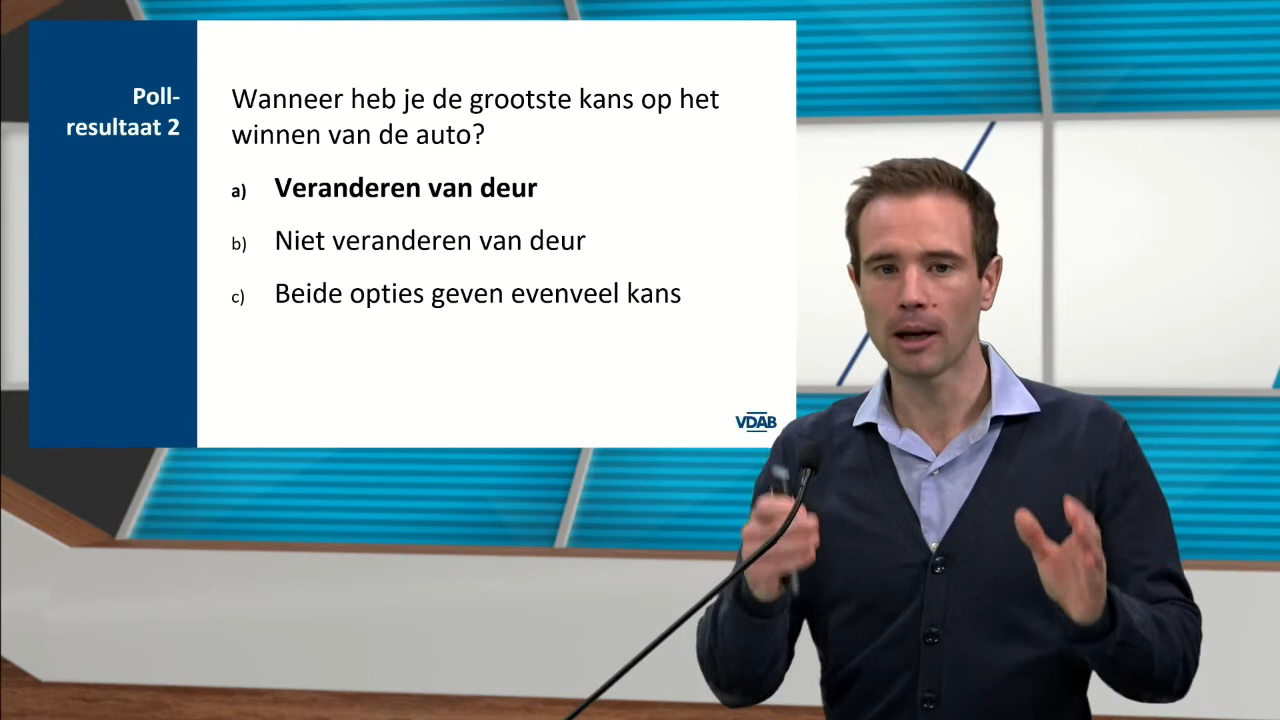 Poll-
resultaat 2
Wanneer heb je de grootste kans op het
winnen van de auto?
a) Veranderen van deur
b) Niet veranderen van deur
c) Beide opties geven evenveel kans
VDAB